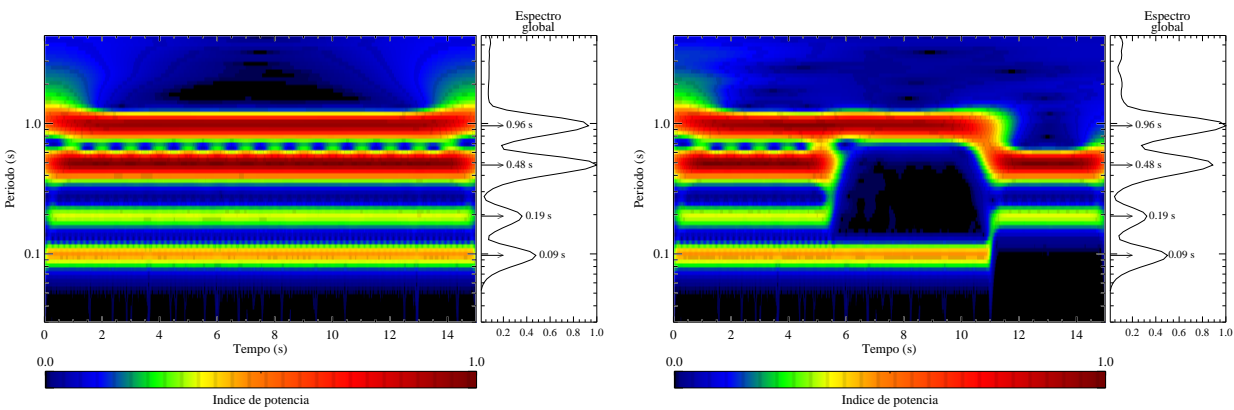 Espectro
global
Periodo (s)
1.0
0.1
0.96 s
0.48 s
0.19 s
0.09 s
0 2 4 6 8 10 12 14
0.2 0.4 0.6 0.8 1.0
Tempo (s)
0.0 1.0
Indice de potencia
Espectro
global
Periodo (s)
1.0
0.1
0.96 s
0.48 s
0.19 s
0.09 s
0 2 4 6 8 10 12 14
0.2 0.4 0.6 0.8 1.0
Tempo (s)
0.0 1.0
Indice de potencia